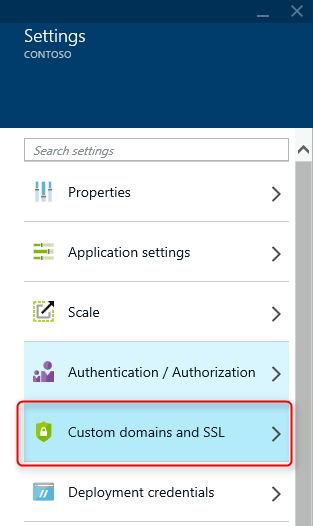 Settings
CONTOSO
Search settings
Properties
Application settings
Scale
Authentication / Authorization
Custom domains and SSL
Deployment credentials